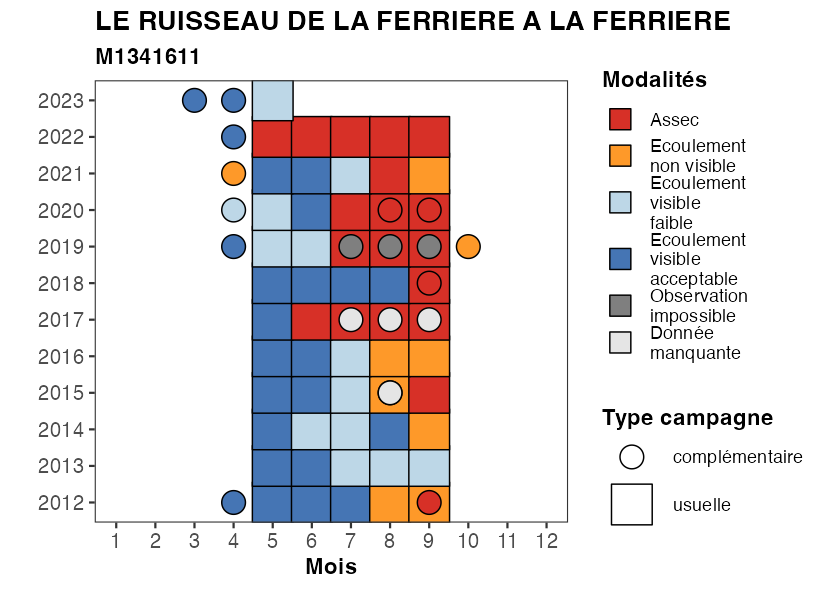 LE RUISSEAU DE LA FERRIERE A LA FERRIERE
M1341611
2023
2022
2021
2020
2019
2018
2017
2016
2015
2014
2013
2012
1 2 3 4 5 6 7 8 9 10 11 12
Mois
Modalités
Assec
Ecoulement
non visible
Ecoulement
visible
faible
Ecoulement
visible
acceptable
Observation
impossible
Donnée
manquante
Type campagne
complémentaire
usuelle